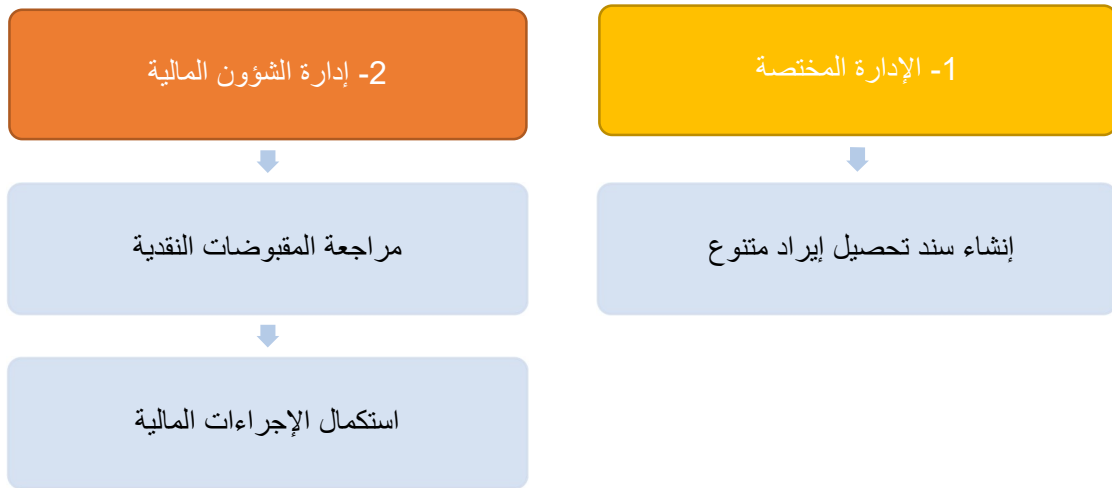 1- الإدارة المختصة
إنشاء سند تحصيل إيراد متنوع
2- إدارة الشؤون المالية
مراجعة المقبوضات النقدية
استكمال الإجراءات المالية